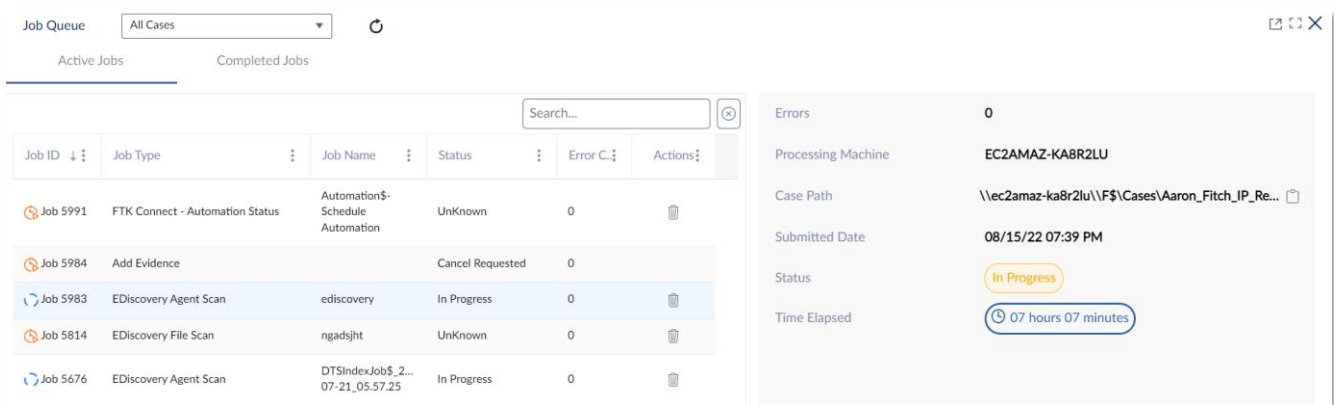 Job Queue All Cases
Active Jobs Completed Jobs
Search...
Job ID Job Type Job Name Status Error C.. Actions
Job 5991 FTK Connect - Automation Status Automation$-
Schedule
Automation UnKnown 0
Job 5984 Add Evidence Cancel Requested 0
Job 5983 EDiscovery Agent Scan ediscovery In Progress 0
Job 5814 EDiscovery File Scan ngadsjht UnKnown 0
Job 5676 EDiscovery Agent Scan DTSIndexJob$_2...
07-21_05.57.25 In Progress 0
Errors 0
Processing Machine EC2AMAZ-KA8R2LU
Case Path \\ec2amaz-ka8r2lu\\F$\Cases\Aaron_Fitch_IP_Re...
Submitted Date 08/15/22 07:39 PM
Status In Progress
Time Elapsed 07 hours 07 minutes